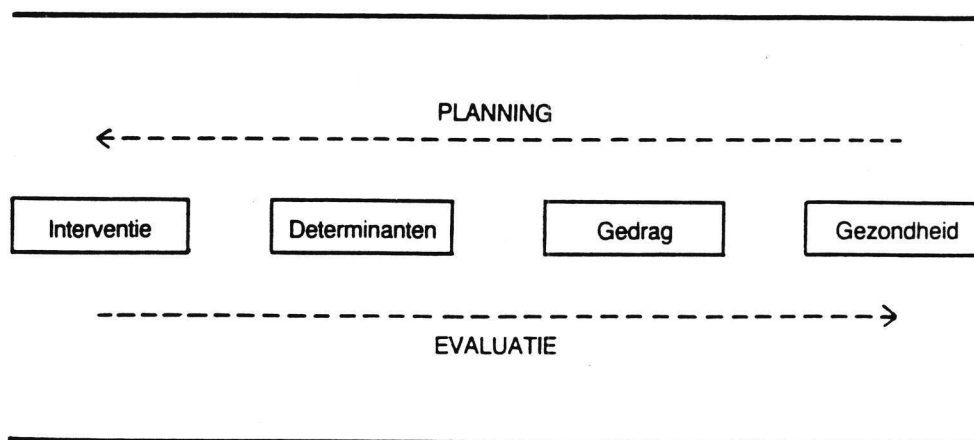 PLANNING
Interventie Determinanten Gedrag Gezondheid
EVALUATIE